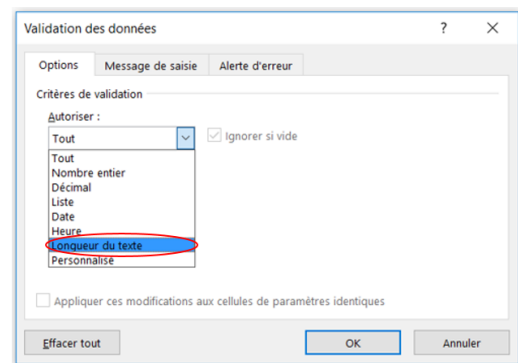 Validation des données ? ×
Options Message de saisie Alerte d'erreur
Critères de validation
Autoriser :
Tout Ignorer si vide
Tout
Nombre entier
Décimal
Liste
Date
Heure
Longueur du texte
Personnalisé
Appliquer ces modifications aux cellules de paramètres identiques
Effacer tout OK Annuler